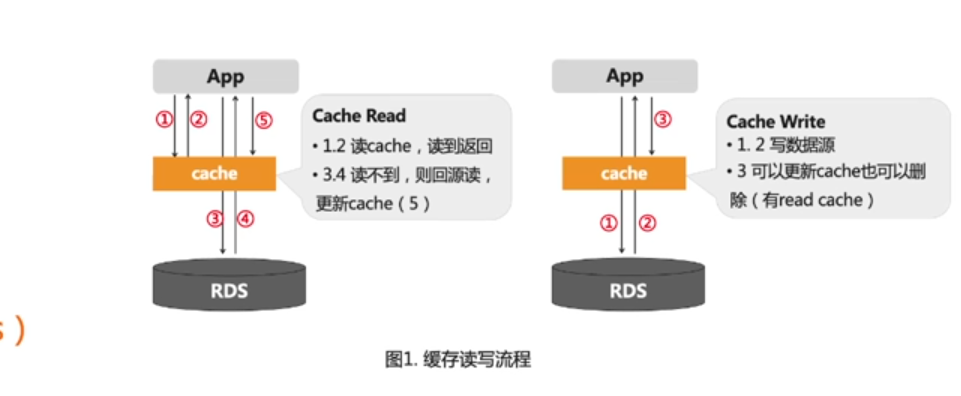 App
①
②
⑤
Cache Read
• 1.2 读cache，读到返回
• 3.4 读不到，则回源读，
更新cache（5）
cache
③
④
RDS
App
③
Cache Write
• 1. 2 写数据源
• 3 可以更新cache也可以删
除（有read cache）
cache
①
②
RDS
s）
图1. 缓存读写流程